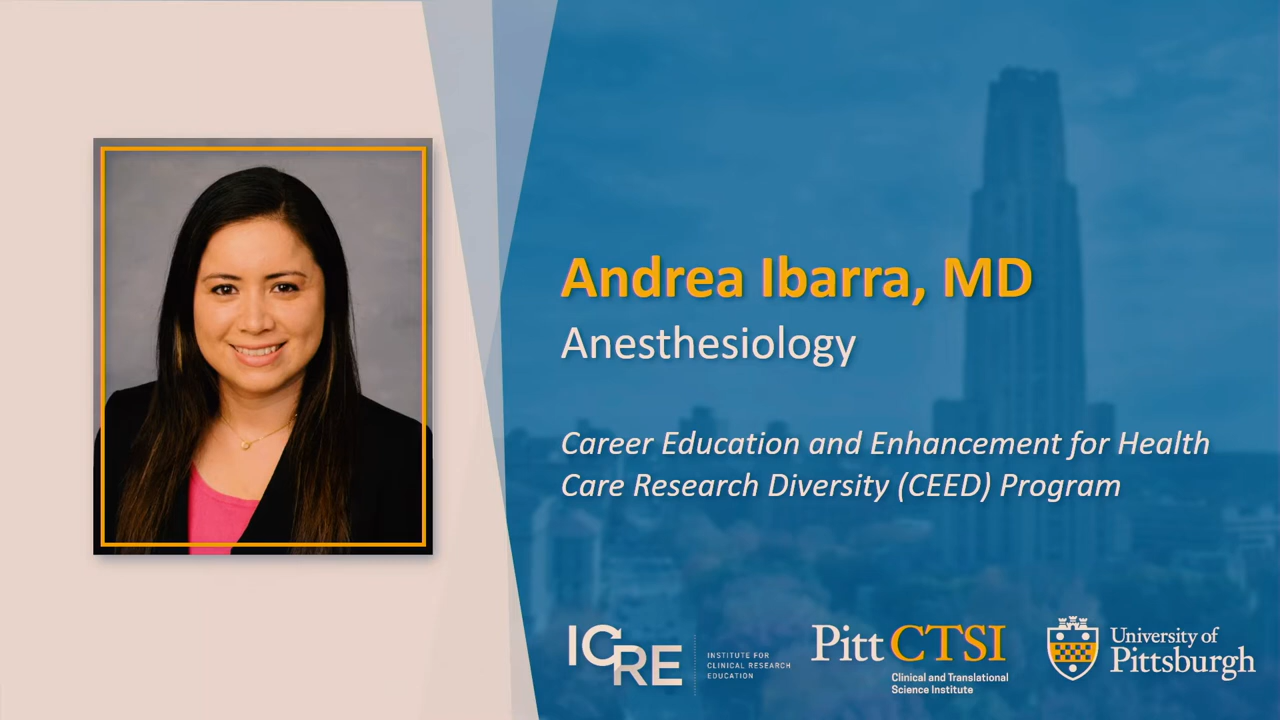 Andrea Ibarra, MD
Anesthesiology
Career Education and Enhancement for Health
Care Research Diversity (CEED) Program
ICRE
INSTITUTE FOR
CLINICAL RESEARCH
EDUCATION
Pitt CTSI
Clinical and Translational
Science Institute
University of
Pittsburgh